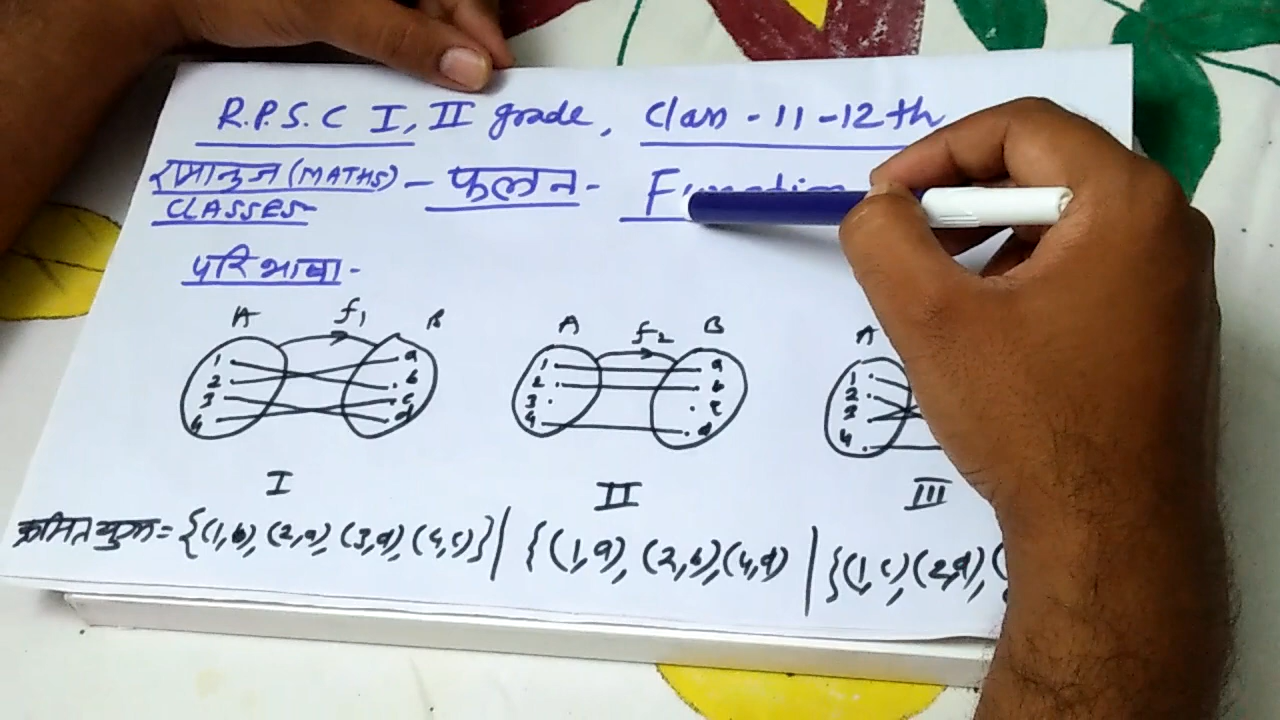 R.P.S.C I, II grade, Class - 11 - 12th
रामानुज (MATHS) - फलन - Function
CLASSES
परिभाषा -
A f₁ B A f₂ B A
1 a 1 a 1
2 b 2 b 2
3 c 3 c 3
4 d 4 d 4
I II III
क्रमित युग्म = {(1,b), (2,a), (3,d), (4,c)} | {(1,a), (2,b), (4,d) | {(1,c) (2,d), (